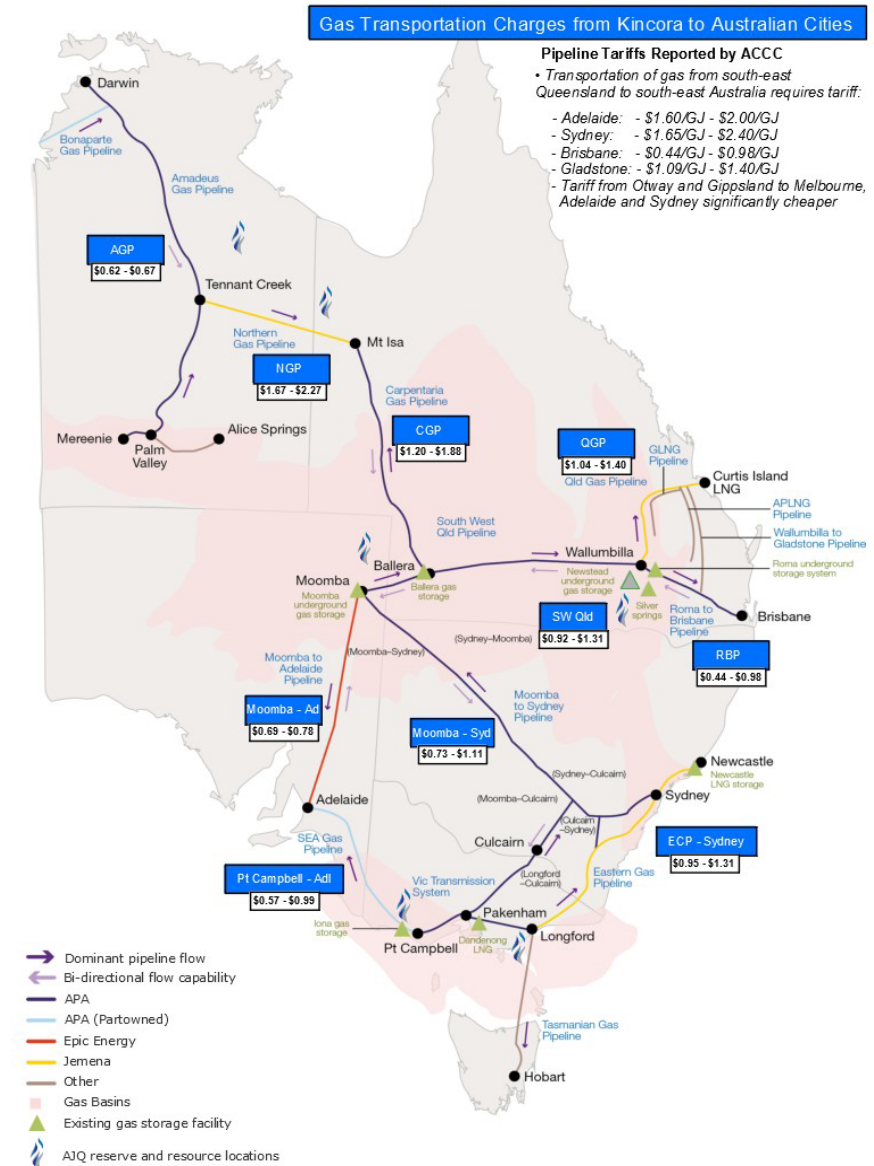 Gas Transportation Charges from Kincora to Australian Cities
Pipeline Tariffs Reported by ACCC
• Transportation of gas from south-east
Queensland to south-east Australia requires tariff:
- Adelaide: - $1.60/GJ - $2.00/GJ
- Sydney: - $1.65/GJ - $2.40/GJ
- Brisbane: - $0.44/GJ - $0.98/GJ
- Gladstone: - $1.09/GJ - $1.40/GJ
- Tariff from Otway and Gippsland to Melbourne,
Adelaide and Sydney significantly cheaper
Darwin
Bonaparte
Gas Pipeline
Amadeus
Gas Pipeline
AGP
$0.62 - $0.67
Tennant Creek
Northern
Gas Pipeline
Mt Isa
NGP
$1.67 - $2.27
Carpentaria
Gas Pipeline
CGP
$1.20 - $1.88
Mereenie
Palm
Valley
Alice Springs
QGP
$1.04 - $1.40
Qld Gas Pipeline
GLNG
Pipeline
Curtis Island
LNG
APLNG
Pipeline
Wallumbilla to
Gladstone Pipeline
Roma underground
storage system
South West
Qld Pipeline
Wallumbilla
Ballera
Ballera gas
storage
Moomba
Moomba
underground
gas storage
Newstead
underground
gas storage
Silver
springs
Roma to
Brisbane
Pipeline
Brisbane
SW Qld
$0.92 - $1.31
RBP
$0.44 - $0.98
(Sydney–Moomba)
(Moomba–Sydney)
Moomba to
Adelaide
Pipeline
Moomba
to Sydney
Pipeline
Moomba - Ad
$0.69 - $0.78
Moomba - Syd
$0.73 - $1.11
Newcastle
Newcastle
LNG storage
(Sydney–Culcairn)
Sydney
(Moomba–Culcairn)
(Culcairn
–Sydney)
Adelaide
SEA Gas
Pipeline
Culcairn
ECP - Sydney
$0.95 - $1.31
(Longford
–Culcairn)
Eastern Gas
Pipeline
Pt Campbell - Adl
$0.57 - $0.99
Vic Transmission
System
Iona gas
storage
Pakenham
Pt Campbell
Dandenong
LNG
Longford
Tasmanian Gas
Pipeline
Hobart
Dominant pipeline flow
Bi-directional flow capability
APA
APA (Partowned)
Epic Energy
Jemena
Other
Gas Basins
Existing gas storage facility
AJQ reserve and resource locations